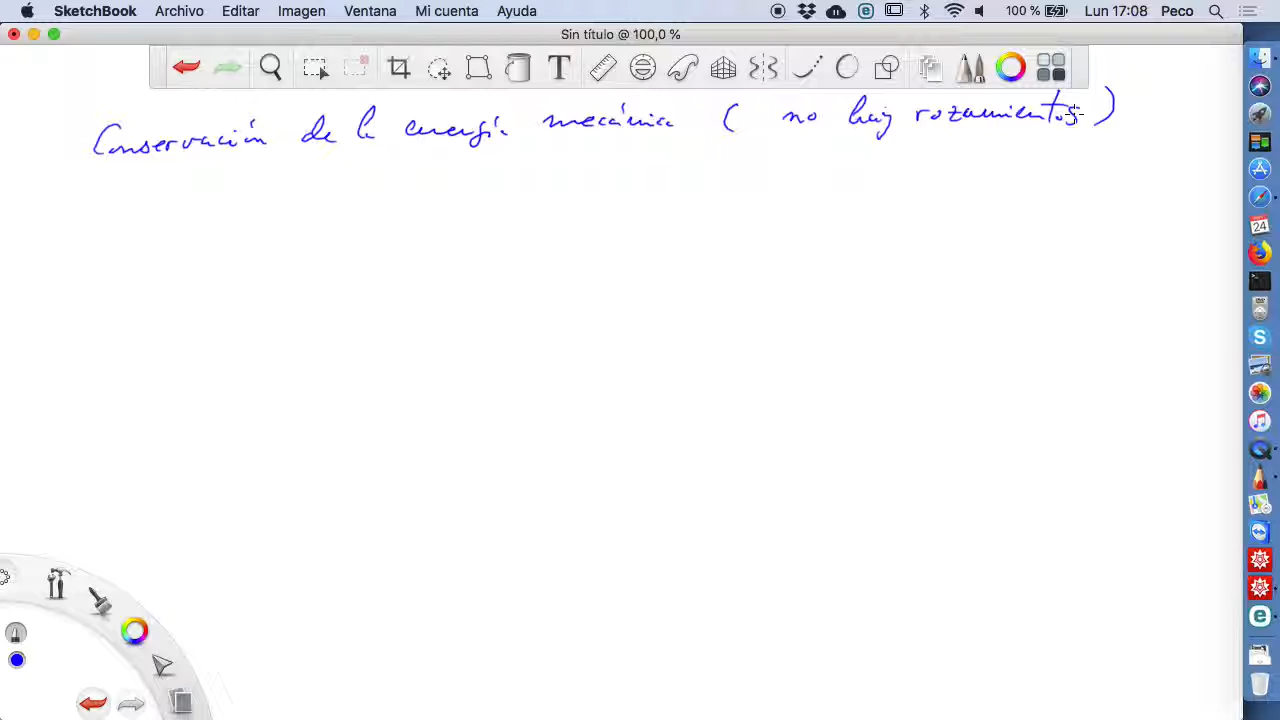 SketchBook Archivo Editar Imagen Ventana Mi cuenta Ayuda 100 % Lun 17:08 Peco
Sin título @ 100,0 %
T
Conservación de la energía mecánica ( no hay rozamientos )
24
S
e